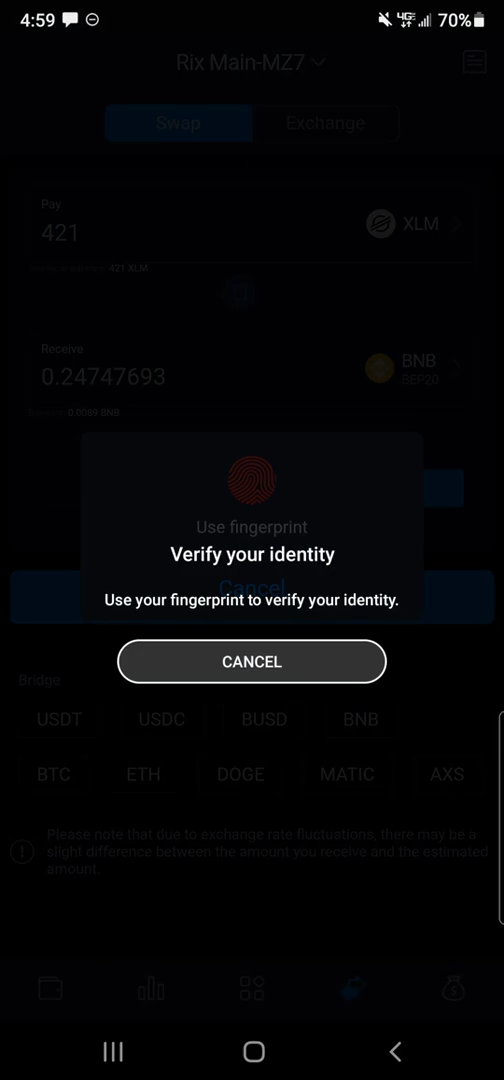 4:59
4G
70%
Rix Main-MZ7
Swap
Exchange
Pay
421
XLM
421 XLM
Receive
0.24747693
BNB
BEP20
0.0069 BNB
Use fingerprint
Verify your identity
Cancel
Use your fingerprint to verify your identity.
CANCEL
Bridge
USDT
USDC
BUSD
BNB
BTC
ETH
DOGE
MATIC
AXS
Please note that due to exchange rate fluctuations, there may be a
slight difference between the amount you receive and the estimated
amount.